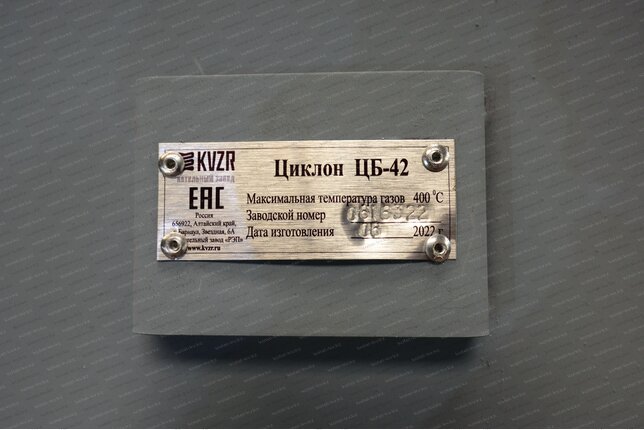 KVZR
котельный завод
EAC
Россия
656922, Алтайский край,
Барнаул, Звездная, 6А
Котельный завод «РЭП»
www.kvzr.ru
Циклон ЦБ-42
Максимальная температура газов 400 °С
Заводской номер
Дата изготовления 06 2022 г.